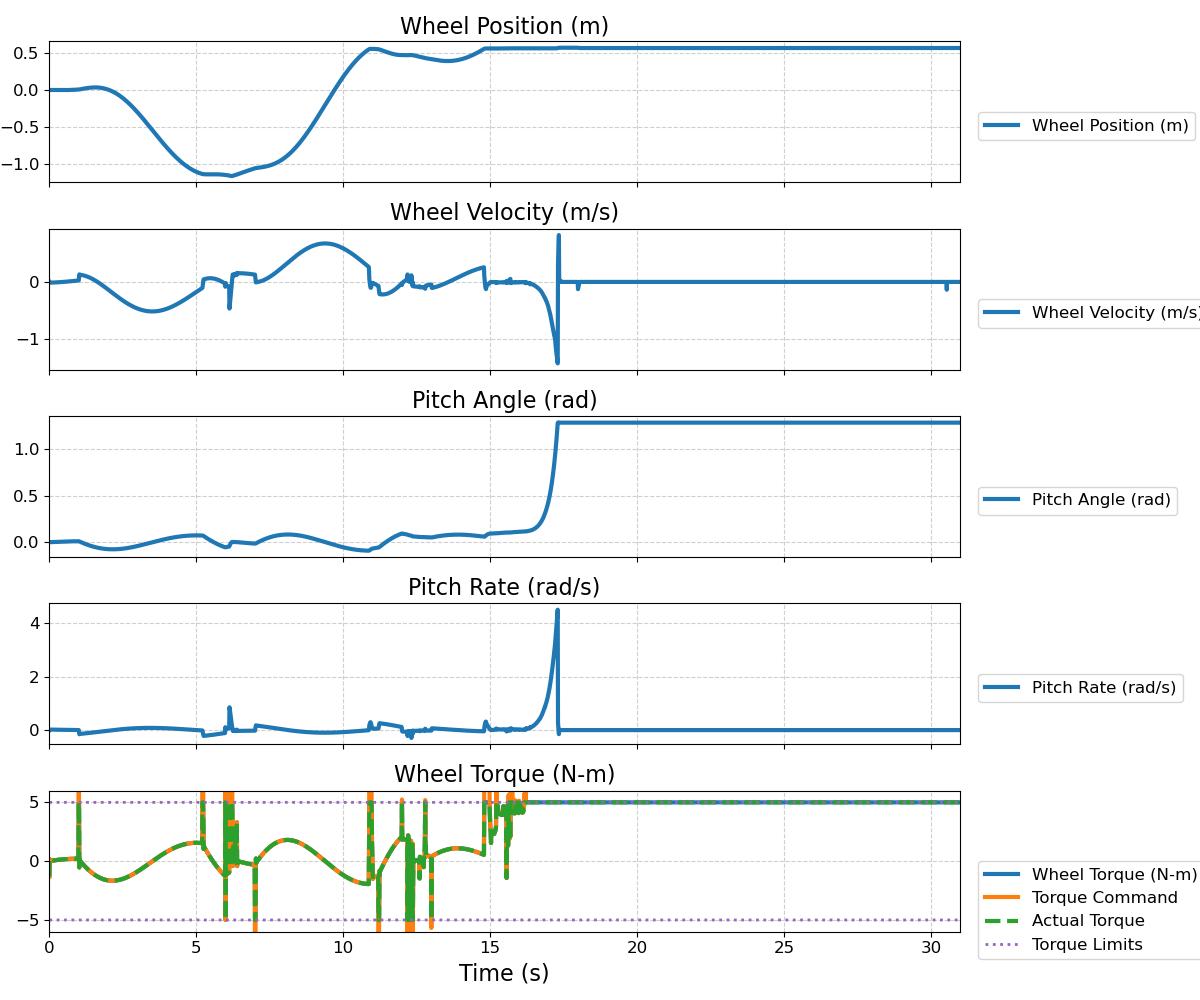 Wheel Position (m)
0.5
0.0
−0.5
−1.0
Wheel Position (m)
Wheel Velocity (m/s)
0
−1
Wheel Velocity (m/s)
Pitch Angle (rad)
1.0
0.5
0.0
Pitch Angle (rad)
Pitch Rate (rad/s)
4
2
0
Pitch Rate (rad/s)
Wheel Torque (N-m)
5
0
−5
0 5 10 15 20 25 30
Time (s)
Wheel Torque (N-m)
Torque Command
Actual Torque
Torque Limits